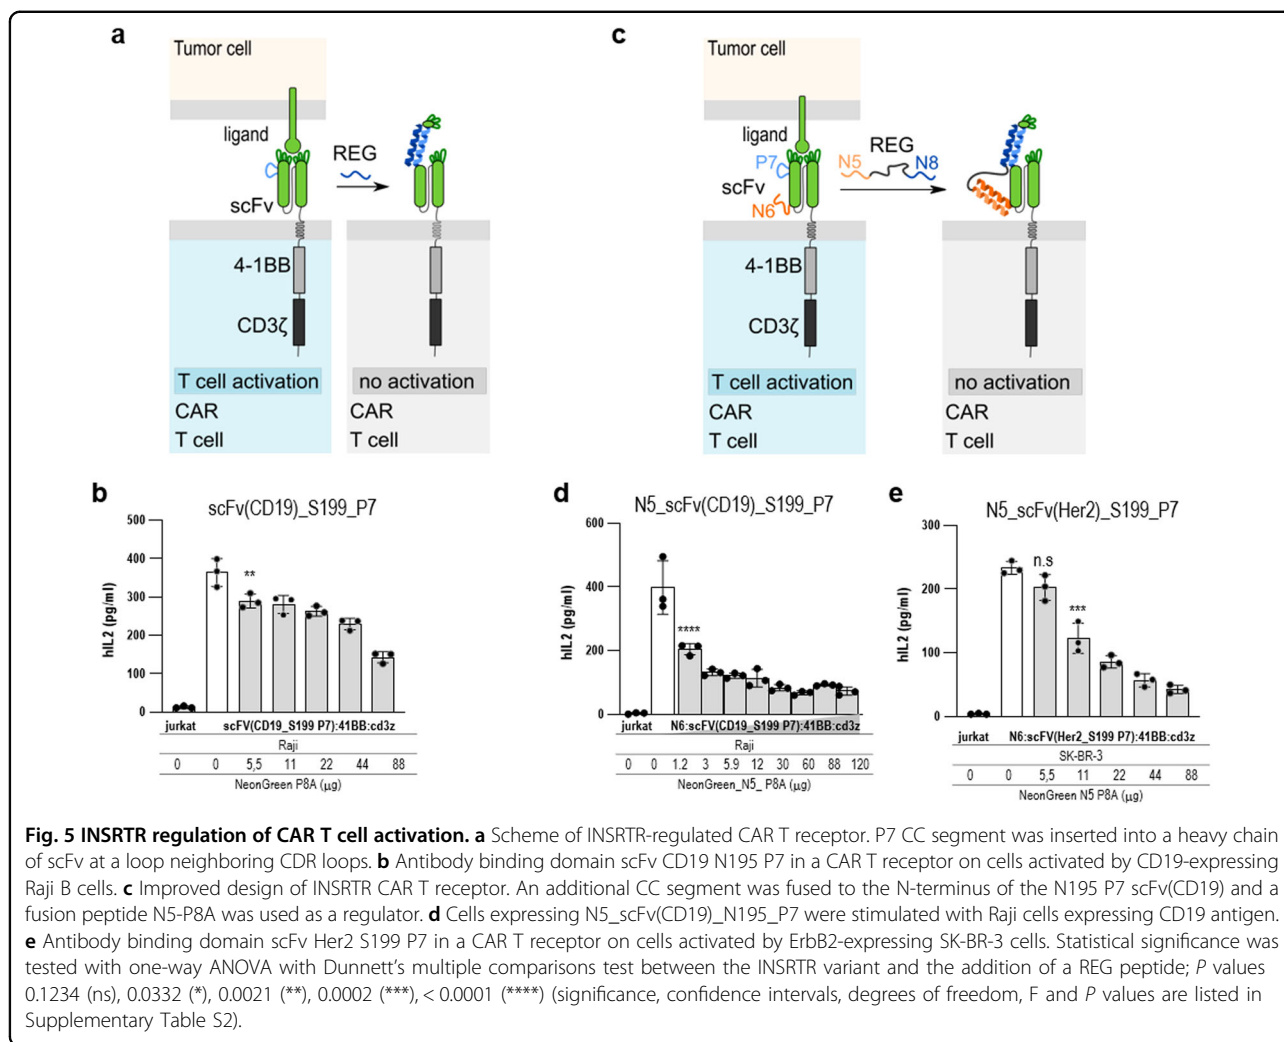 a
Tumor cell
ligand
REG
scFv
4-1BB
CD3ζ
T cell activation
no activation
CAR
CAR
T cell
T cell
c
Tumor cell
ligand
P7
N5
REG
N8
scFv
N6
4-1BB
CD3ζ
T cell activation
no activation
CAR
CAR
T cell
T cell
b
scFv(CD19)_S199_P7
hIL2 (pg/ml)
500
400
300
200
100
0
**
jurkat
scFV(CD19_S199 P7):41BB:cd3z
Raji
0 0 5,5 11 22 44 88
NeonGreen P8A (µg)
d
N5_scFv(CD19)_S199_P7
hIL2 (pg/ml)
600
400
200
0
****
jurkat
N6:scFV(CD19_S199 P7):41BB:cd3z
Raji
0 0 1.2 3 5.9 12 30 60 88 120
NeonGreen_N5_ P8A (µg)
e
N5_scFv(Her2)_S199_P7
hIL2 (pg/ml)
300
200
100
0
n.s
***
jurkat
N6:scFV(Her2_S199 P7):41BB:cd3z
SK-BR-3
0 0 5,5 11 22 44 88
NeonGreen N5 P8A (µg)
Fig. 5 INSRTR regulation of CAR T cell activation. a Scheme of INSRTR-regulated CAR T receptor. P7 CC segment was inserted into a heavy chain
of scFv at a loop neighboring CDR loops. b Antibody binding domain scFv CD19 N195 P7 in a CAR T receptor on cells activated by CD19-expressing
Raji B cells. c Improved design of INSRTR CAR T receptor. An additional CC segment was fused to the N-terminus of the N195 P7 scFv(CD19) and a
fusion peptide N5-P8A was used as a regulator. d Cells expressing N5_scFv(CD19)_N195_P7 were stimulated with Raji cells expressing CD19 antigen.
e Antibody binding domain scFv Her2 S199 P7 in a CAR T receptor on cells activated by ErbB2-expressing SK-BR-3 cells. Statistical significance was
tested with one-way ANOVA with Dunnett's multiple comparisons test between the INSRTR variant and the addition of a REG peptide; P values
0.1234 (ns), 0.0332 (*), 0.0021 (**), 0.0002 (***), < 0.0001 (****) (significance, confidence intervals, degrees of freedom, F and P values are listed in
Supplementary Table S2).